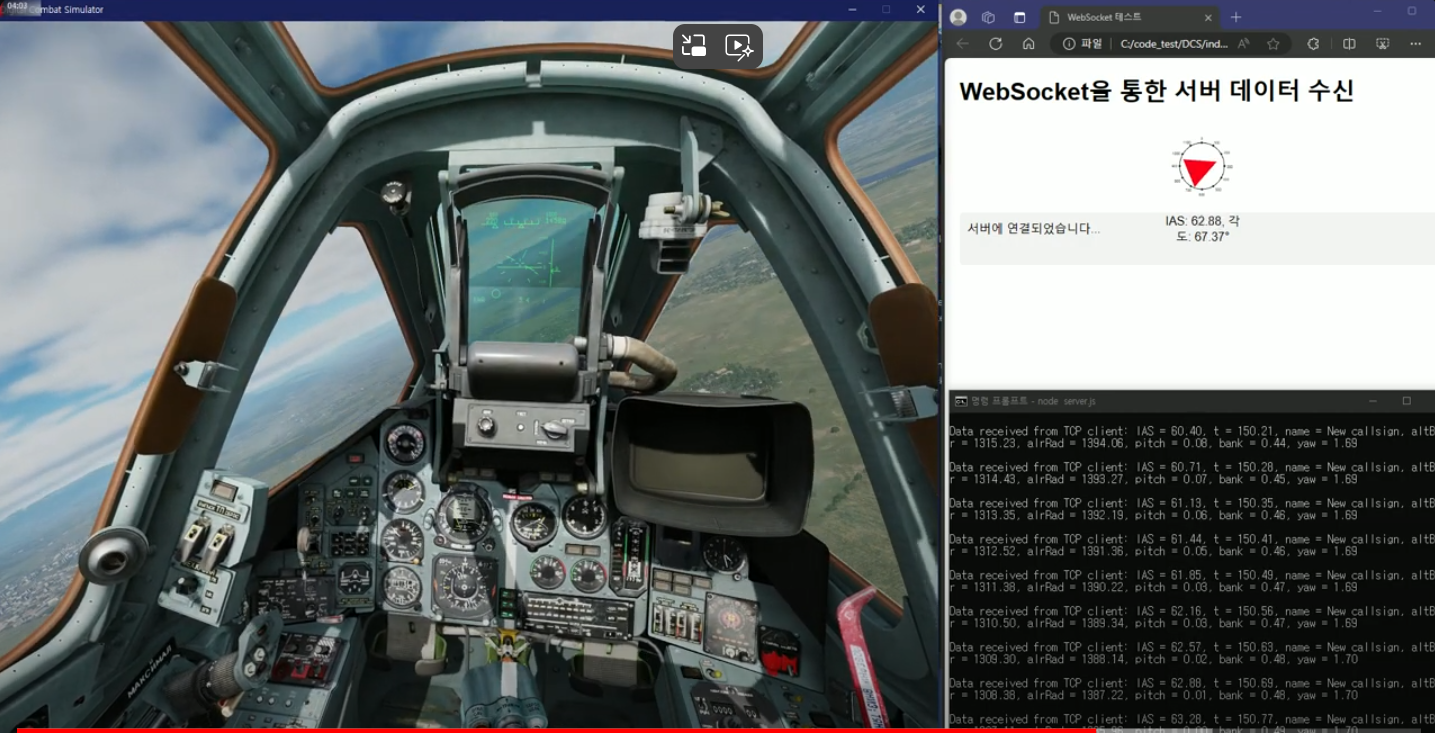 04:03
Combat Simulator
WebSocket 테스트
파일
C:/code_test/DCS/ind...
WebSocket을 통한 서버 데이터 수신
IAS: 62.88, 각
도: 67.37°
서버에 연결되었습니다...
명령 프롬프트 - node server.js
Data received from TCP client: IAS = 60.40, t = 150.21, name = New callsign, altB
r = 1315.23, alrRad = 1394.06, pitch = 0.08, bank = 0.44, yaw = 1.69
Data received from TCP client: IAS = 60.71, t = 150.28, name = New callsign, altB
r = 1314.43, alrRad = 1393.27, pitch = 0.07, bank = 0.45, yaw = 1.69
Data received from TCP client: IAS = 61.13, t = 150.35, name = New callsign, altB
r = 1313.35, alrRad = 1392.19, pitch = 0.06, bank = 0.46, yaw = 1.69
Data received from TCP client: IAS = 61.44, t = 150.41, name = New callsign, altB
r = 1312.52, alrRad = 1391.36, pitch = 0.05, bank = 0.46, yaw = 1.69
Data received from TCP client: IAS = 61.85, t = 150.49, name = New callsign, altB
r = 1311.38, alrRad = 1390.22, pitch = 0.03, bank = 0.47, yaw = 1.69
Data received from TCP client: IAS = 62.16, t = 150.56, name = New callsign, altB
r = 1310.50, alrRad = 1389.34, pitch = 0.03, bank = 0.47, yaw = 1.69
Data received from TCP client: IAS = 62.57, t = 150.63, name = New callsign, altB
r = 1309.30, alrRad = 1388.14, pitch = 0.02, bank = 0.48, yaw = 1.70
Data received from TCP client: IAS = 62.88, t = 150.69, name = New callsign, altB
r = 1308.38, alrRad = 1387.22, pitch = 0.01, bank = 0.48, yaw = 1.70
Data received from TCP client: IAS = 63.28, t = 150.77, name = New callsign, altB